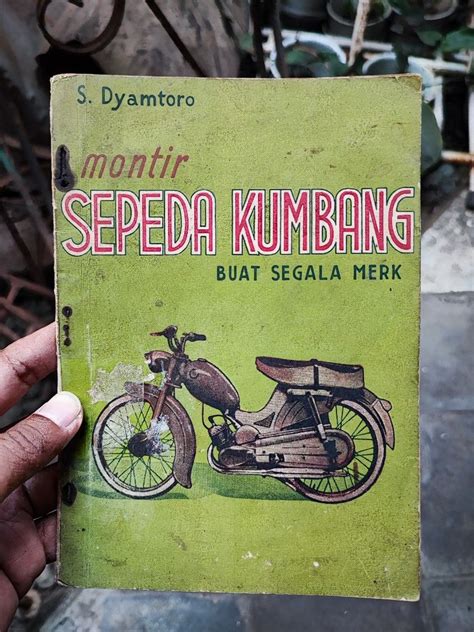 S. Dyamtoro
montir
SEPEDA KUMBANG
BUAT SEGALA MERK